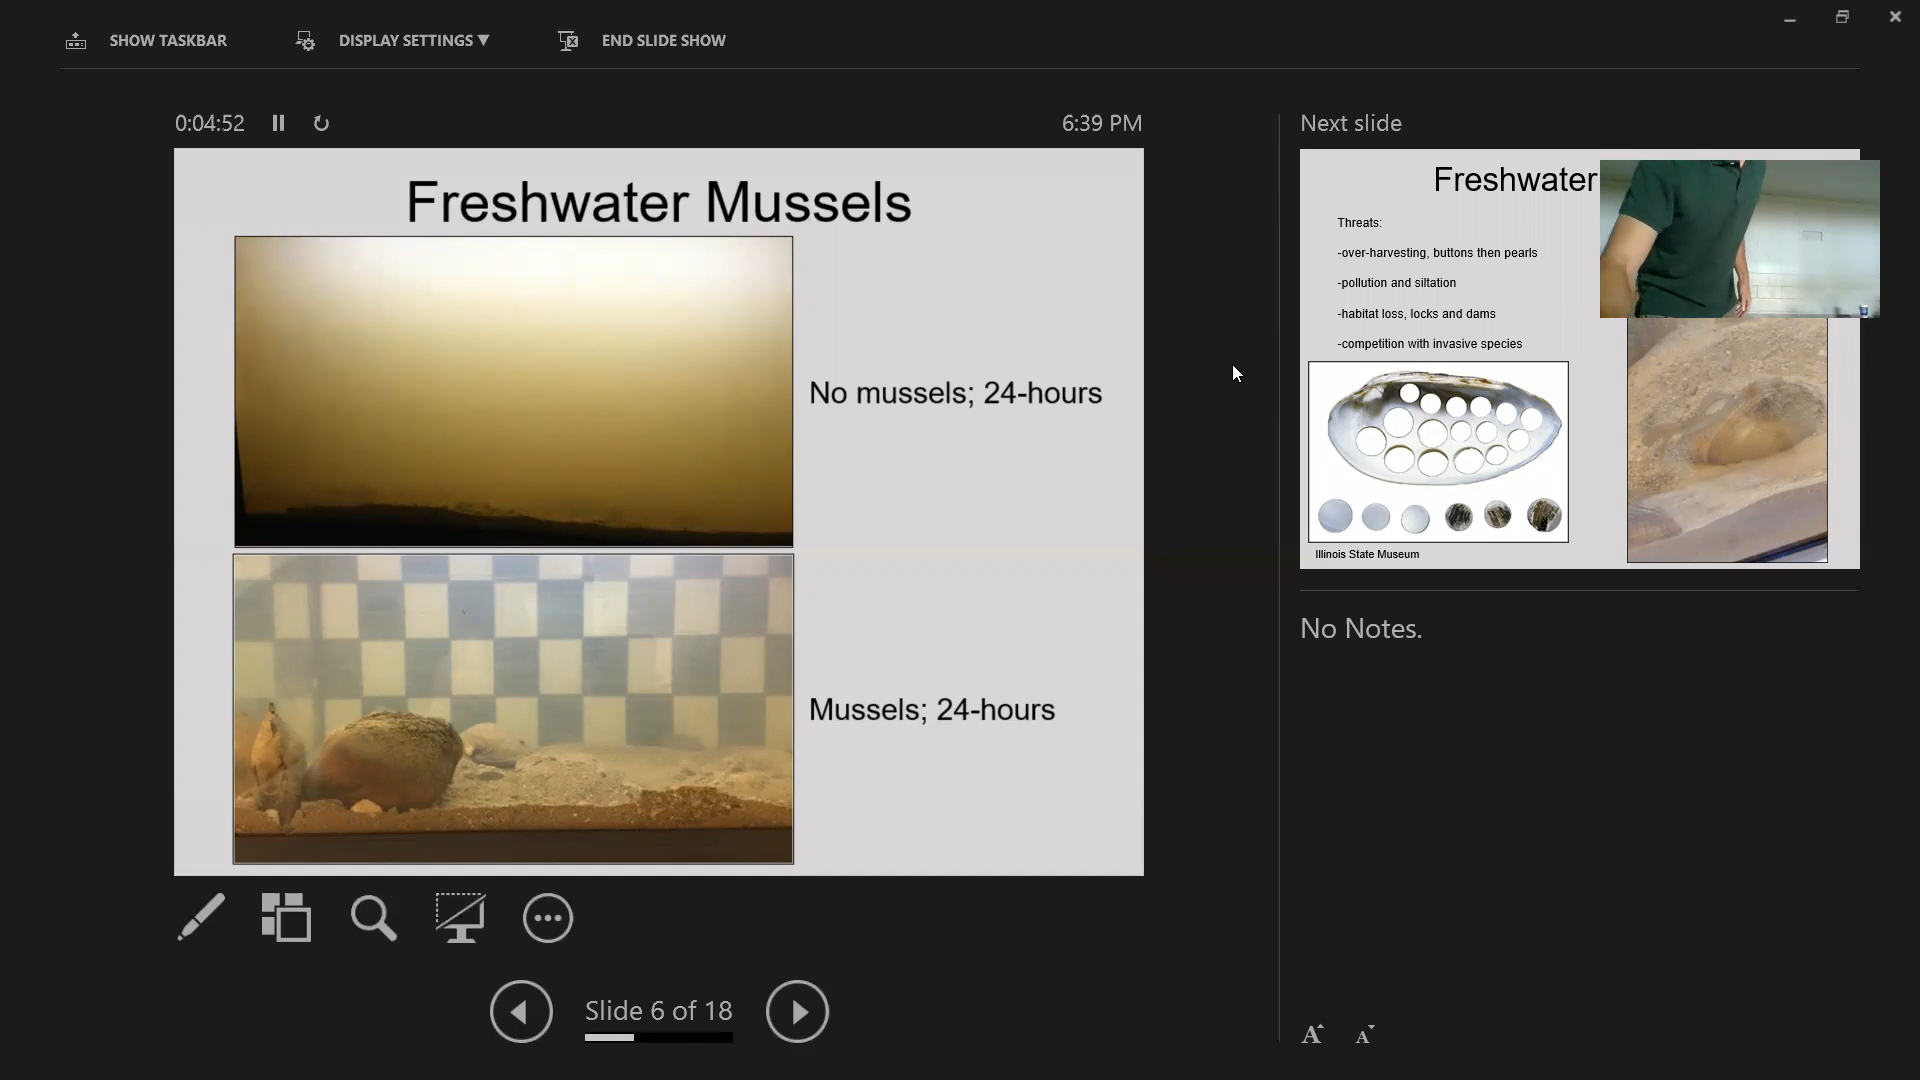 SHOW TASKBAR
DISPLAY SETTINGS ▼
END SLIDE SHOW
0:04:52
6:39 PM
Freshwater Mussels
No mussels; 24-hours
Mussels; 24-hours
Slide 6 of 18
Next slide
Freshwater
Threats:
-over-harvesting, buttons then pearls
-pollution and siltation
-habitat loss, locks and dams
-competition with invasive species
Illinois State Museum
No Notes.
A A